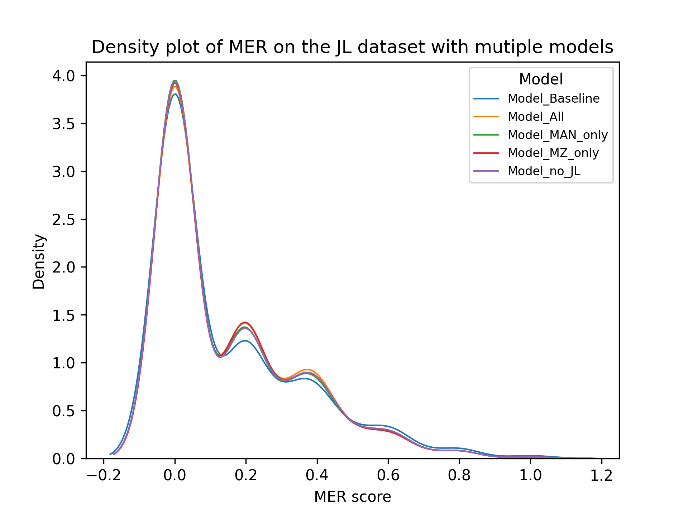 Density plot of MER on the JL dataset with mutiple models
Model
Model_Baseline
Model_All
Model_MAN_only
Model_MZ_only
Model_no_JL
Density
4.0
3.5
3.0
2.5
2.0
1.5
1.0
0.5
0.0
−0.2 0.0 0.2 0.4 0.6 0.8 1.0 1.2
MER score